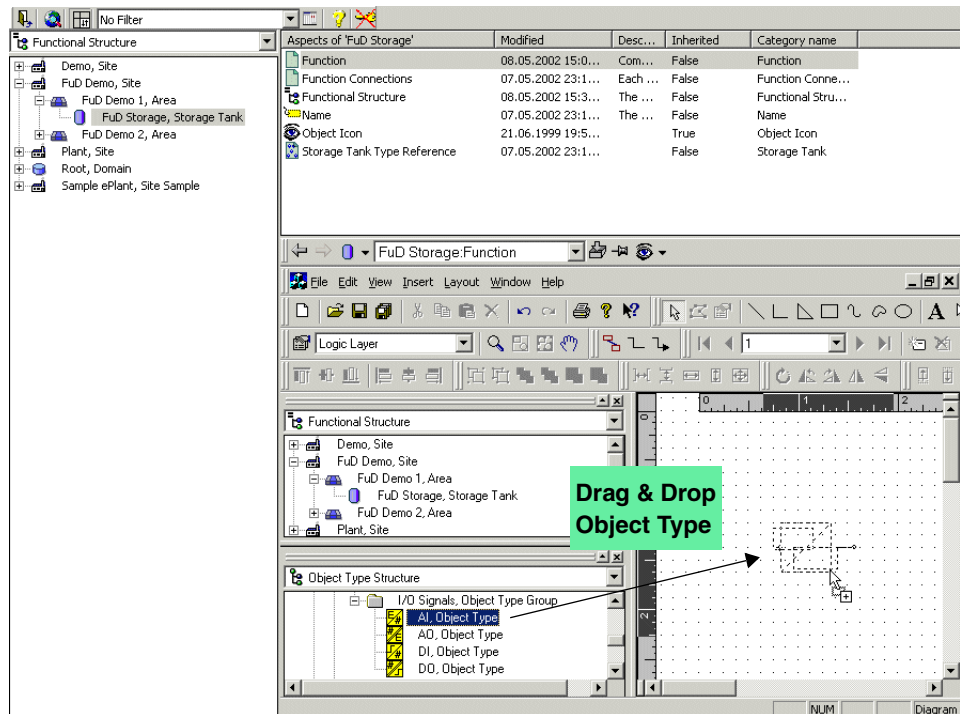 No Filter
Functional Structure
Demo, Site
FuD Demo, Site
FuD Demo 1, Area
FuD Storage, Storage Tank
FuD Demo 2, Area
Plant, Site
Root, Domain
Sample ePlant, Site Sample
Aspects of 'FuD Storage' Modified Desc... Inherited Category name
Function 08.05.2002 15:0... Com... False Function
Function Connections 07.05.2002 23:1... Each ... False Function Conne...
Functional Structure 08.05.2002 15:3... The ... False Functional Stru...
Name 07.05.2002 23:1... The ... False Name
Object Icon 21.06.1999 19:5... True Object Icon
Storage Tank Type Reference 07.05.2002 23:1... False Storage Tank
FuD Storage:Function
File Edit View Insert Layout Window Help
Logic Layer 1
Functional Structure
Demo, Site
FuD Demo, Site
FuD Demo 1, Area
FuD Storage, Storage Tank
FuD Demo 2, Area
Plant, Site
Object Type Structure
I/O Signals, Object Type Group
AI, Object Type
AO, Object Type
DI, Object Type
DO, Object Type
0 1 2
0
2
Drag & Drop
Object Type
NUM Diagram